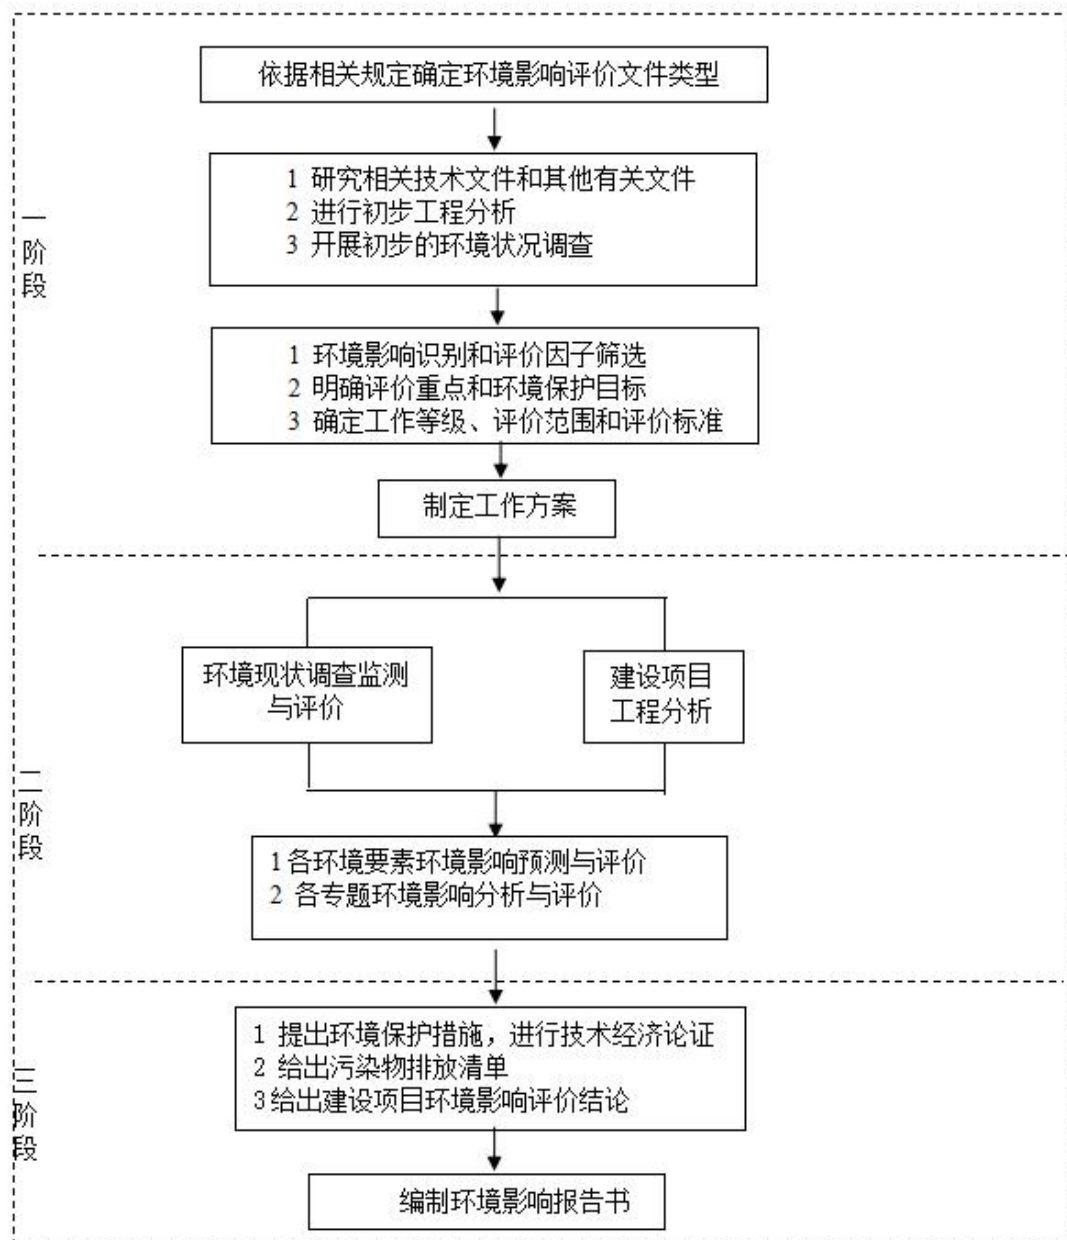 依据相关规定确定环境影响评价文件类型
1 研究相关技术文件和其他有关文件
2 进行初步工程分析
3 开展初步的环境状况调查
一阶段
1 环境影响识别和评价因子筛选
2 明确评价重点和环境保护目标
3 确定工作等级、评价范围和评价标准
制定工作方案
环境现状调查监测
与评价
建设项目
工程分析
二阶段
1各环境要素环境影响预测与评价
2 各专题环境影响分析与评价
1 提出环境保护措施，进行技术经济论证
2 给出污染物排放清单
3给出建设项目环境影响评价结论
三阶段
编制环境影响报告书